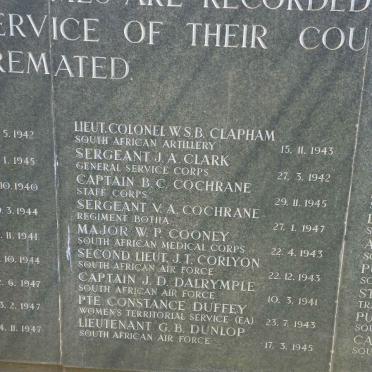 ARE RECORDED
SERVICE OF THEIR COU
REMATED.
5.1942
1.1945
10.1940
3.1944
11.1941
10.1944
6.1947
2.1947
11.1947
LIEUT.COLONEL W.S.B. CLAPHAM
SOUTH AFRICAN ARTILLERY 15.11.1943
SERGEANT J.A. CLARK
GENERAL SERVICE CORPS 27.3.1942
CAPTAIN B.C. COCHRANE
STAFF CORPS 29.11.1945
SERGEANT V.A. COCHRANE
REGIMENT BOTHA 27.1.1947
MAJOR W.P. COONEY
SOUTH AFRICAN MEDICAL CORPS 22.4.1943
SECOND LIEUT. J.T. CORLYON
SOUTH AFRICAN AIR FORCE 22.12.1943
CAPTAIN J.D. DALRYMPLE
SOUTH AFRICAN AIR FORCE 10.3.1941
PTE CONSTANCE DUFFEY
WOMEN'S TERRITORIAL SERVICE (EA) 23.7.1943
LIEUTENANT G.B. DUNLOP
SOUTH AFRICAN AIR FORCE 17.3.1945